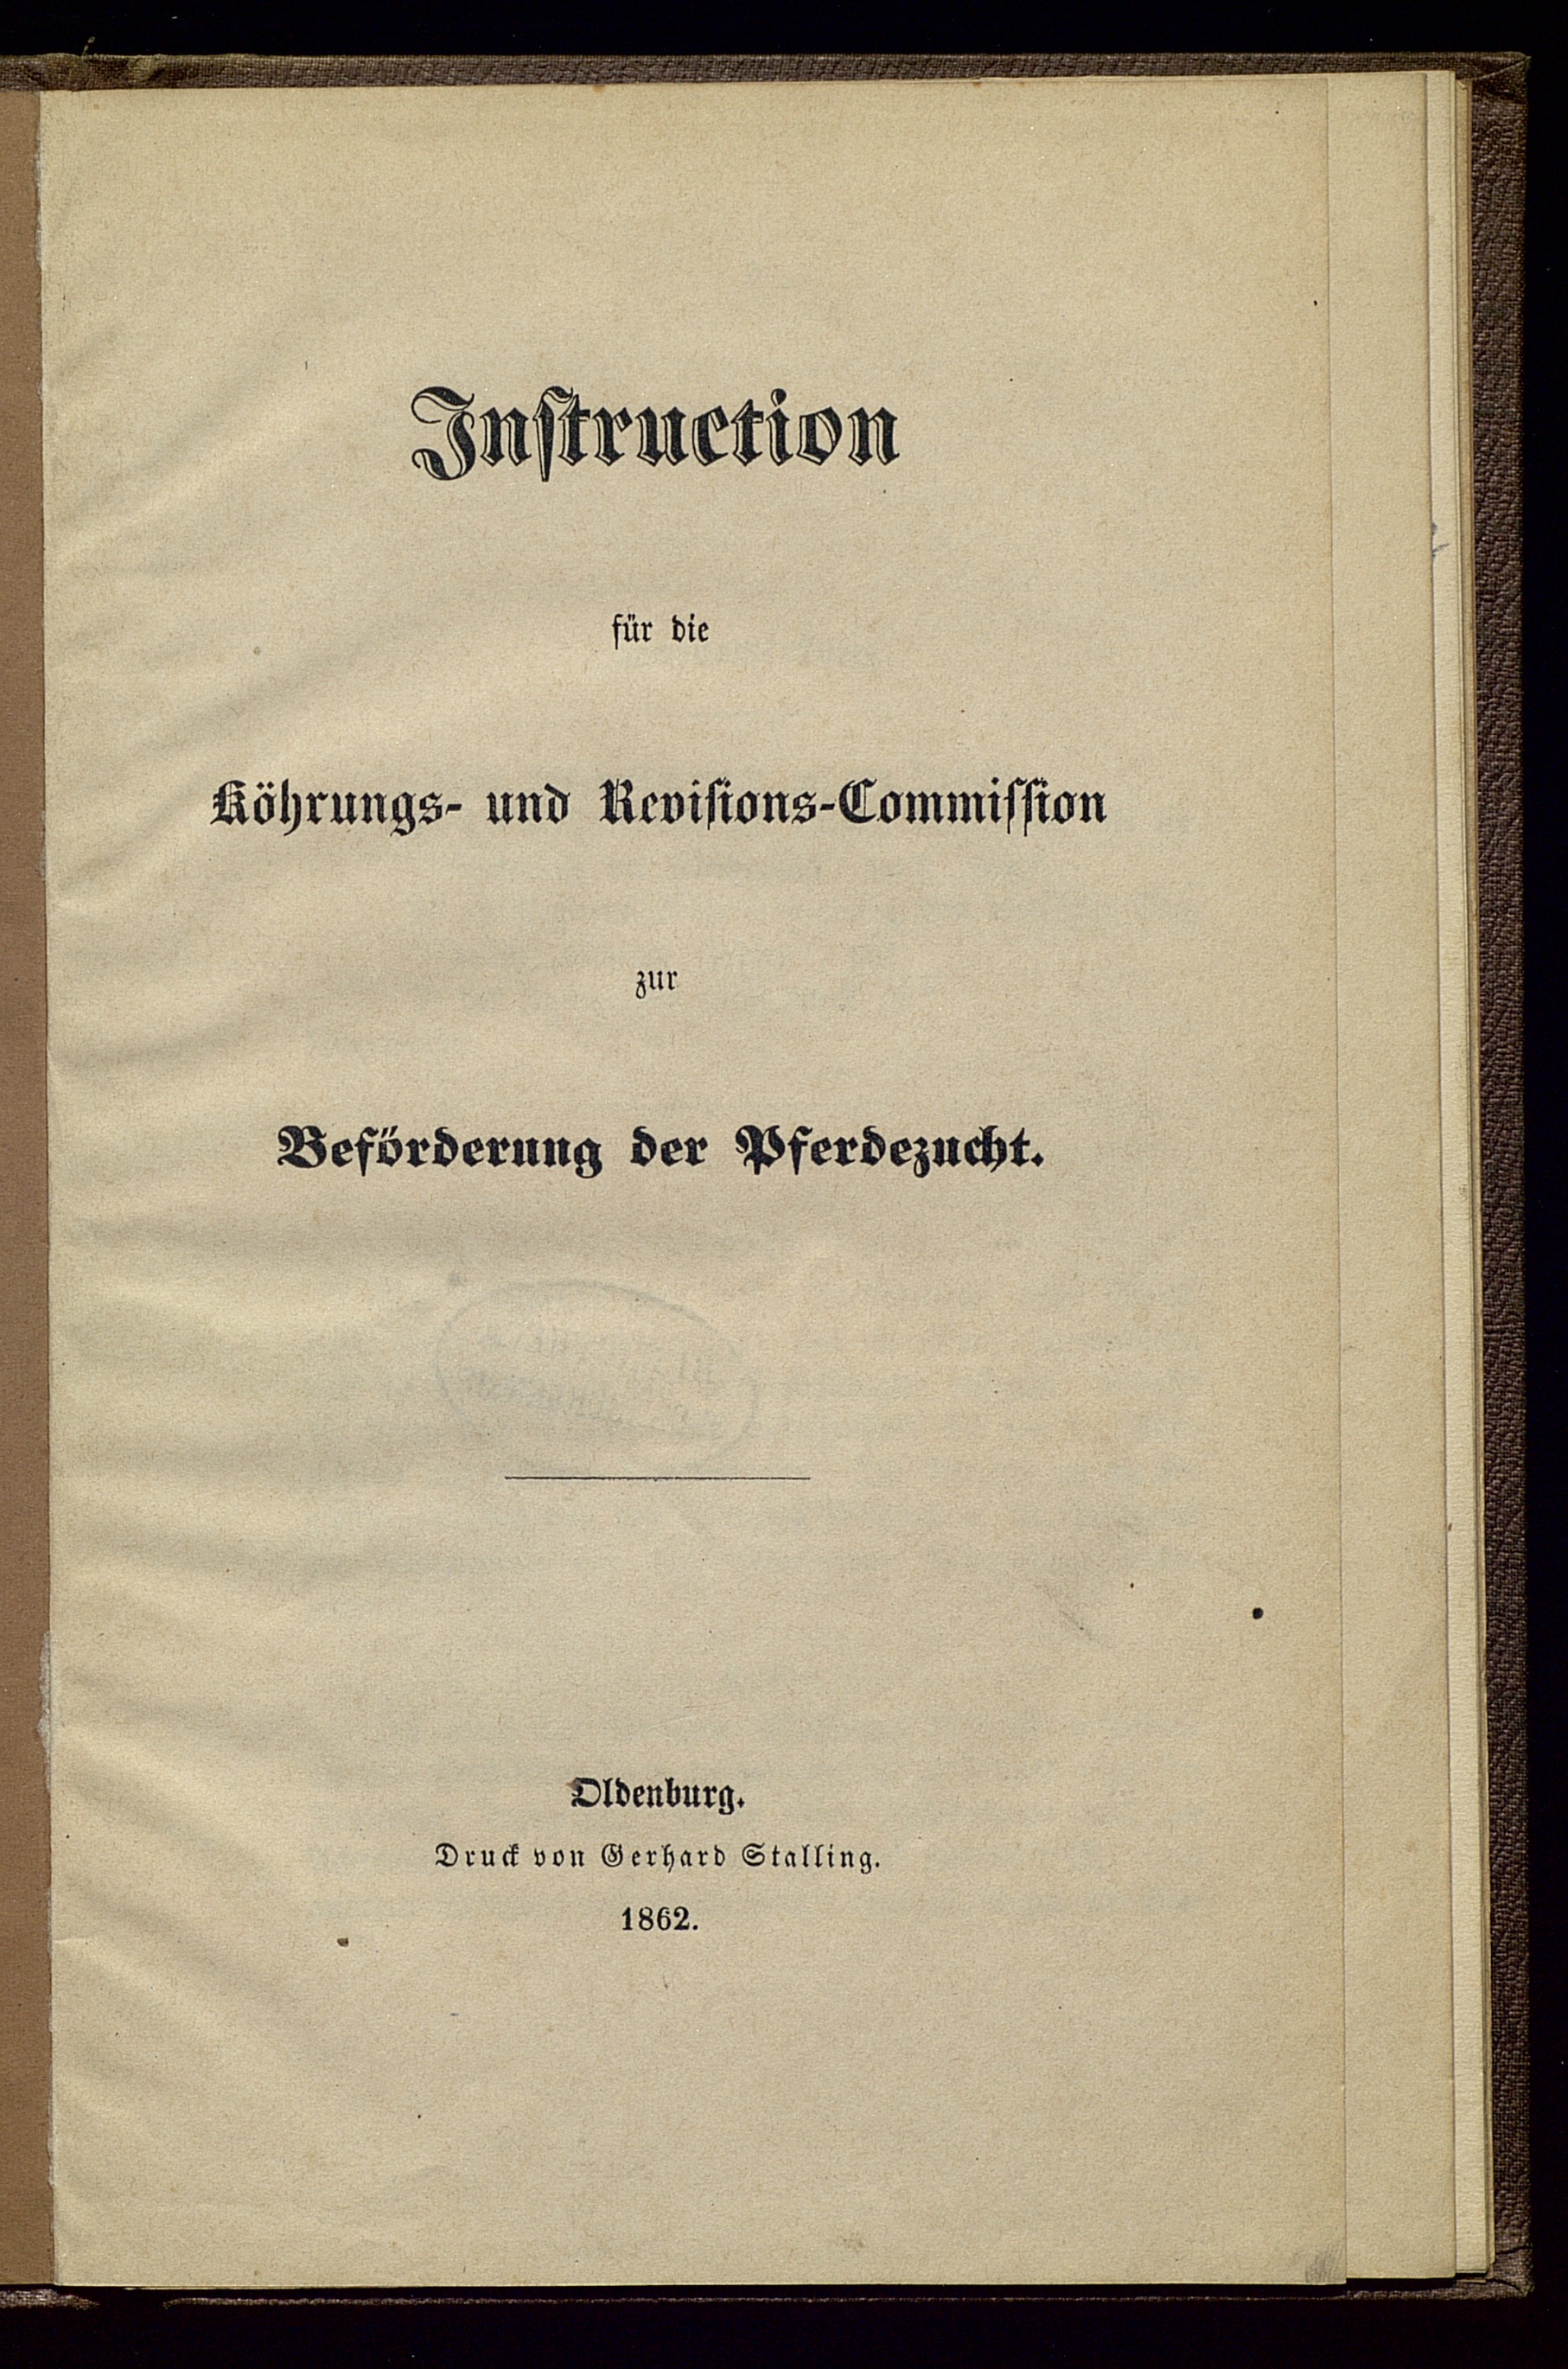 Instruction
für die
Köhrungs- und Revisions-Commission
zur
Beförderung der Pferdezucht.
Oldenburg.
Druck von Gerhard Stalling.
1862.